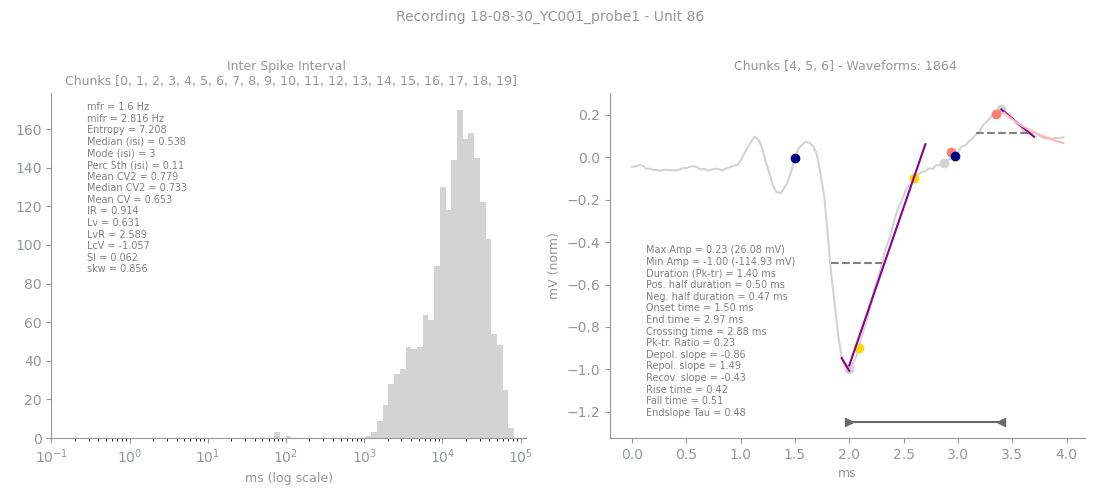 Recording 18-08-30_YC001_probe1 - Unit 86
Inter Spike Interval
Chunks [0, 1, 2, 3, 4, 5, 6, 7, 8, 9, 10, 11, 12, 13, 14, 15, 16, 17, 18, 19]
mfr = 1.6 Hz
mifr = 2.816 Hz
Entropy = 7.208
Median (isi) = 0.538
Mode (isi) = 3
Perc 5th (isi) = 0.11
Mean CV2 = 0.779
Median CV2 = 0.733
Mean CV = 0.653
IR = 0.914
Lv = 0.631
LvR = 2.589
LcV = -1.057
SI = 0.062
skw = 0.856
160
140
120
100
80
60
40
20
0
10⁻¹ 10⁰ 10¹ 10² 10³ 10⁴ 10⁵
ms (log scale)
Chunks [4, 5, 6] - Waveforms: 1864
mV (norm)
0.2
0.0
−0.2
−0.4
−0.6
−0.8
−1.0
−1.2
Max Amp = 0.23 (26.08 mV)
Min Amp = -1.00 (-114.93 mV)
Duration (Pk-tr) = 1.40 ms
Pos. half duration = 0.50 ms
Neg. half duration = 0.47 ms
Onset time = 1.50 ms
End time = 2.97 ms
Crossing time = 2.88 ms
Pk-tr. Ratio = 0.23
Depol. slope = -0.86
Repol. slope = 1.49
Recov. slope = -0.43
Rise time = 0.42
Fall time = 0.51
Endslope Tau = 0.48
0.0 0.5 1.0 1.5 2.0 2.5 3.0 3.5 4.0
ms